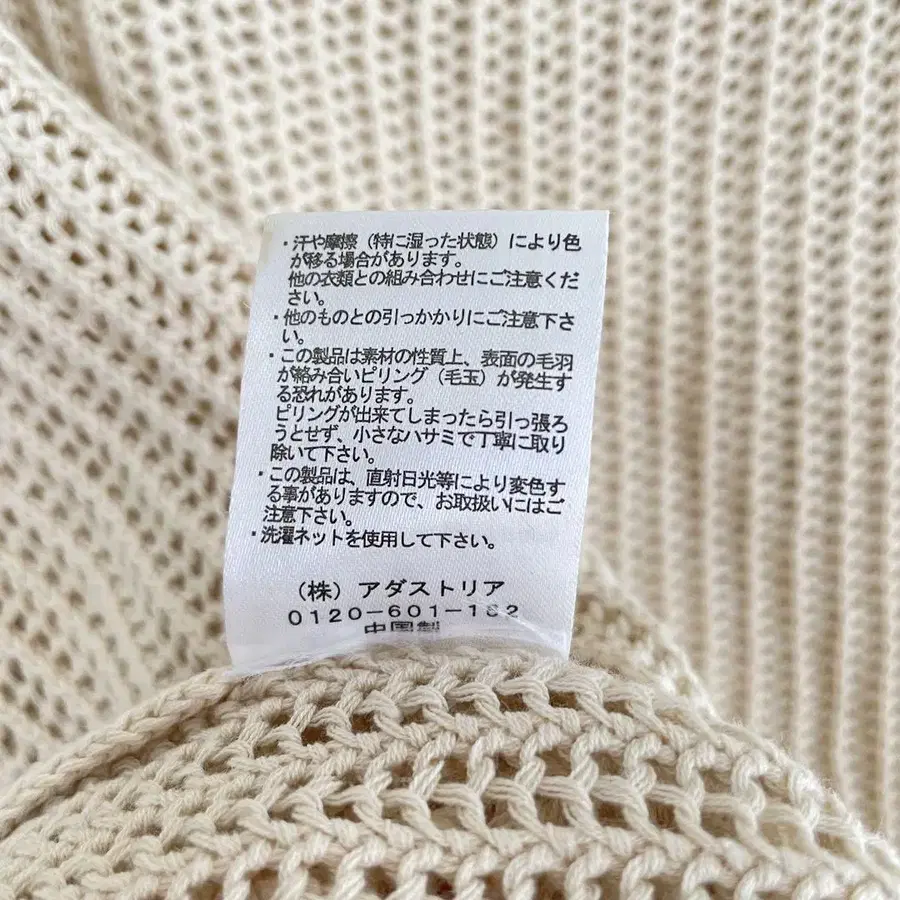 ・汗や摩擦（特に湿った状態）により色
が移る場合があります。
他の衣類との組み合わせにご注意くだ
さい。
・他のものとの引っかかりにご注意下さ
い。
・この製品は素材の性質上、表面の毛羽
が絡み合いピリング（毛玉）が発生す
る恐れがあります。
ピリングが出来てしまったら引っ張ろ
うとせず、小さなハサミで丁寧に取り
除いて下さい。
・この製品は、直射日光等により変色す
る事がありますので、お取扱いにはご
注意下さい。
・洗濯ネットを使用して下さい。
（株）アダストリア
0120-601-162
中国製